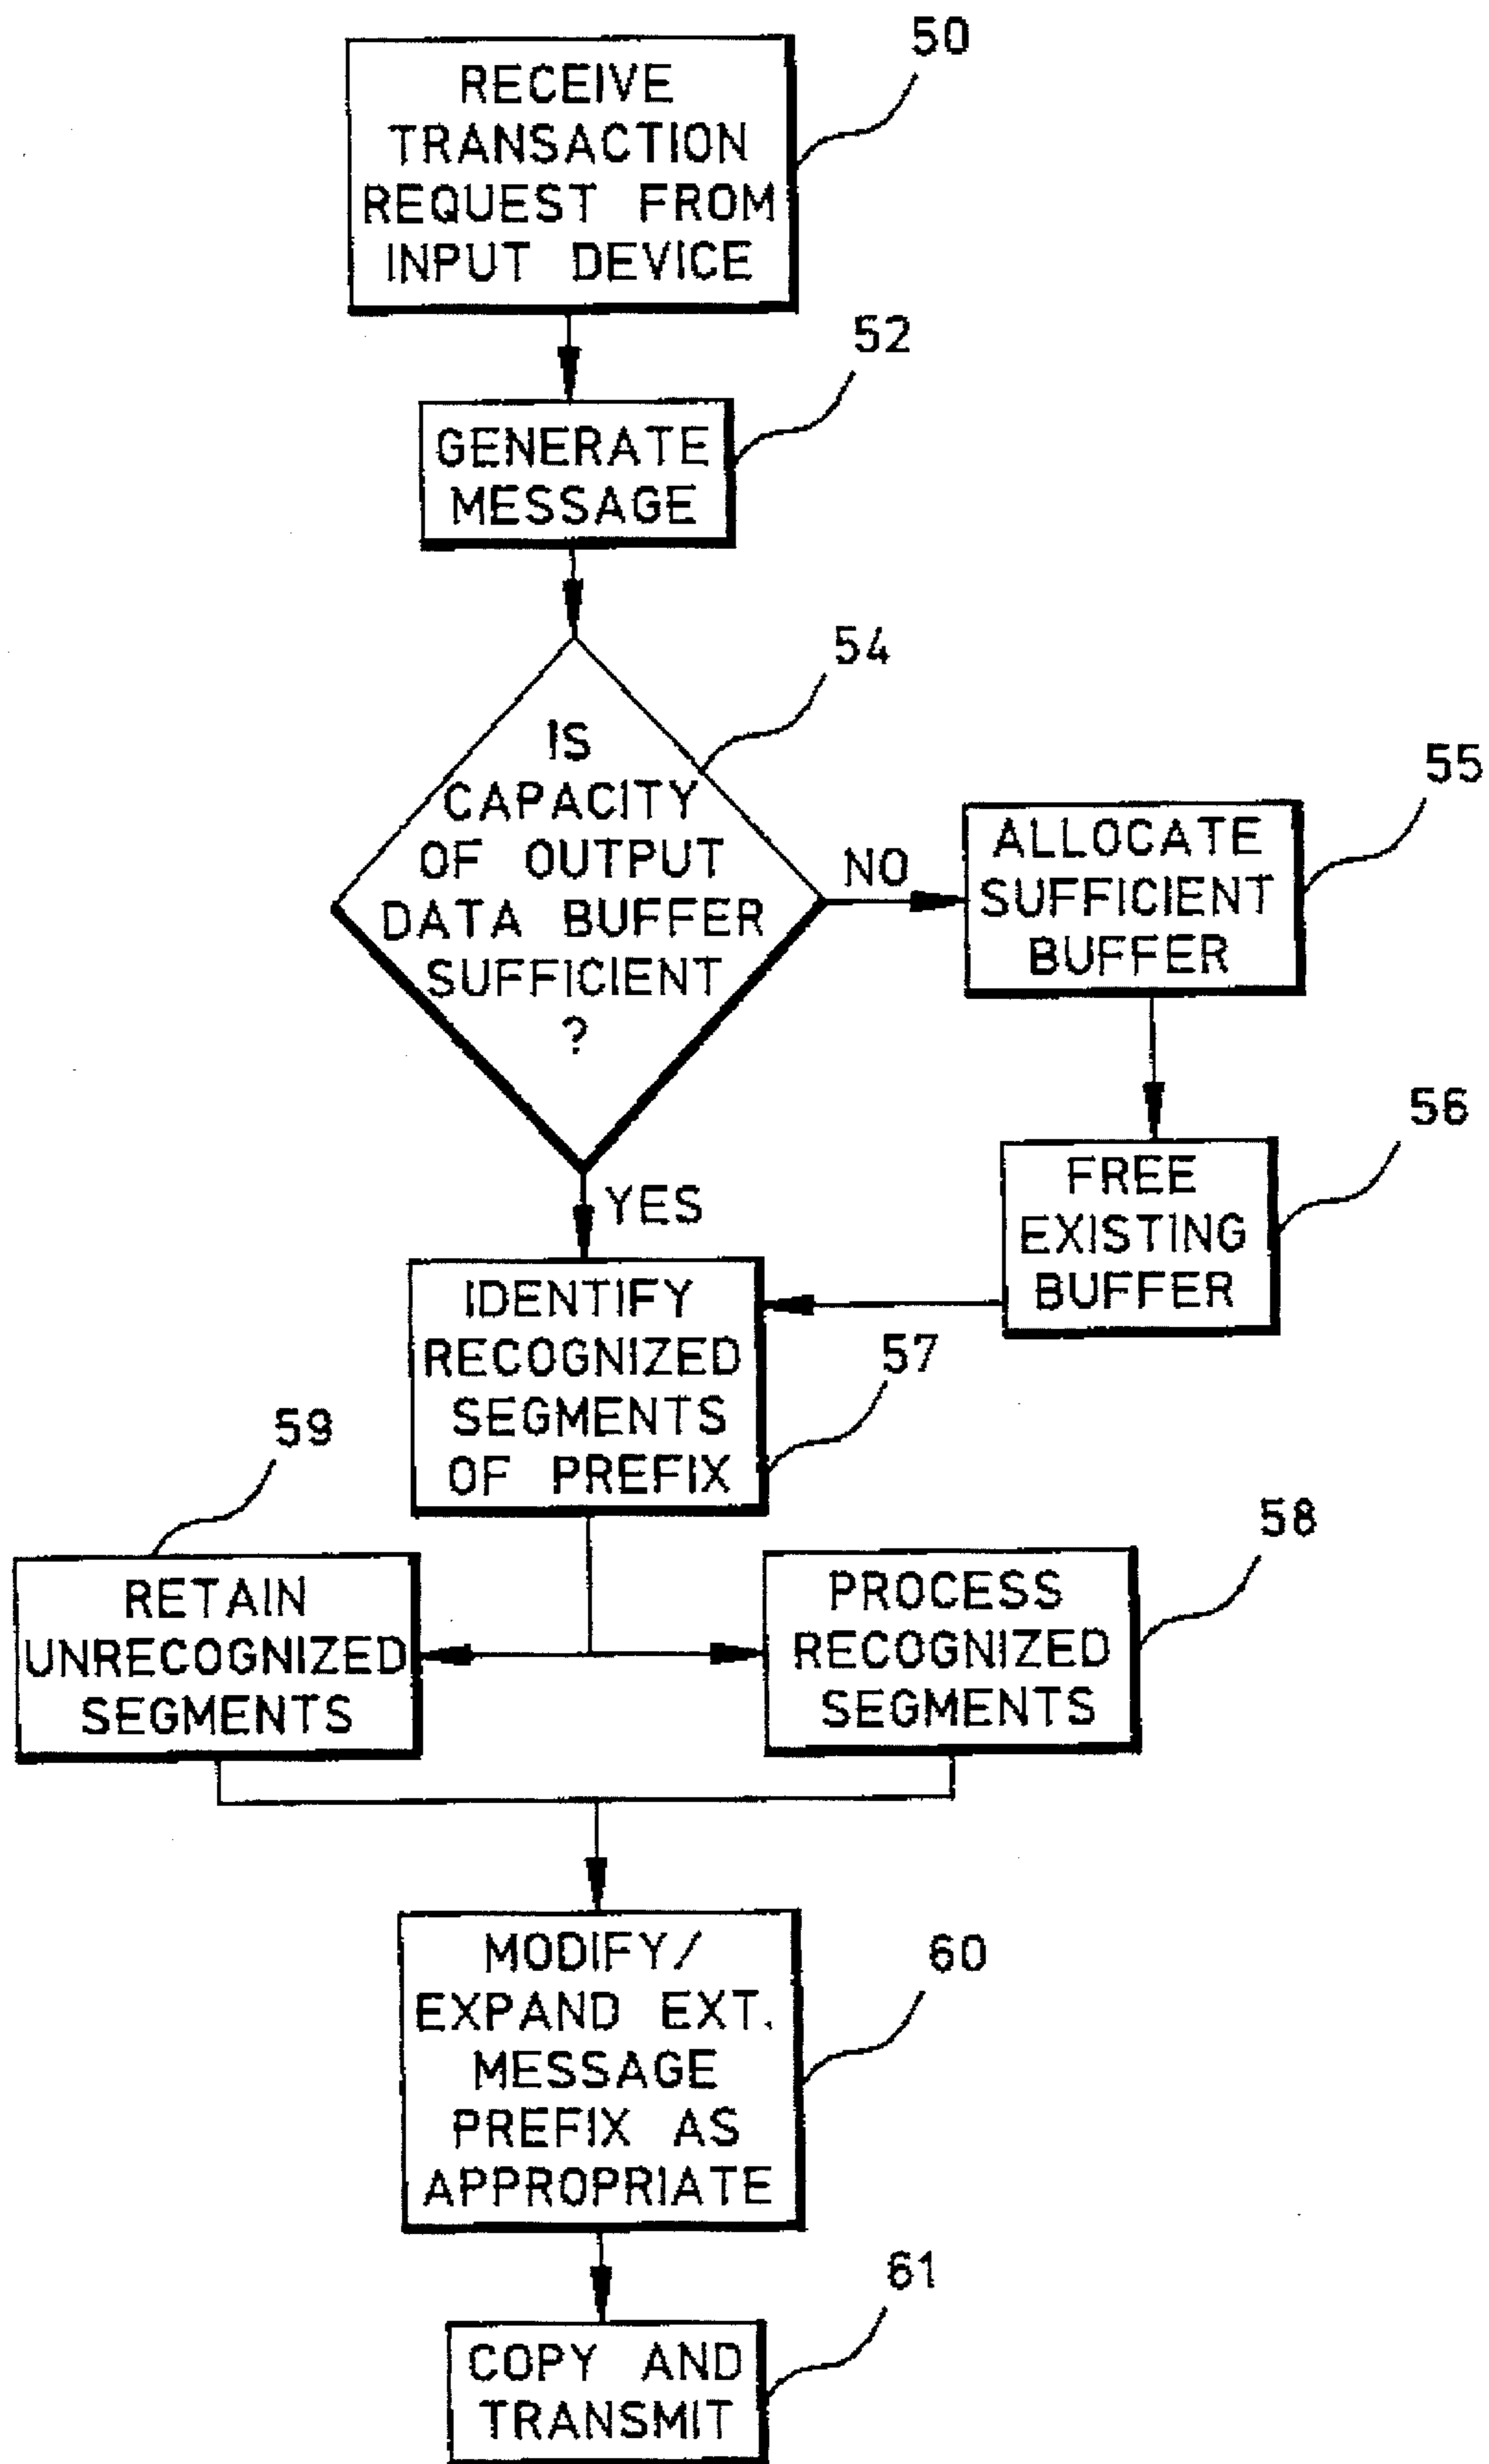 50
RECEIVE
TRANSACTION
REQUEST FROM
INPUT DEVICE
52
GENERATE
MESSAGE
54
IS
CAPACITY
OF OUTPUT
DATA BUFFER
SUFFICIENT
?
NO
55
ALLOCATE
SUFFICIENT
BUFFER
56
FREE
EXISTING
BUFFER
YES
IDENTIFY
RECOGNIZED
SEGMENTS
OF PREFIX
57
59
RETAIN
UNRECOGNIZED
SEGMENTS
58
PROCESS
RECOGNIZED
SEGMENTS
60
MODIFY/
EXPAND EXT.
MESSAGE
PREFIX AS
APPROPRIATE
61
COPY AND
TRANSMIT